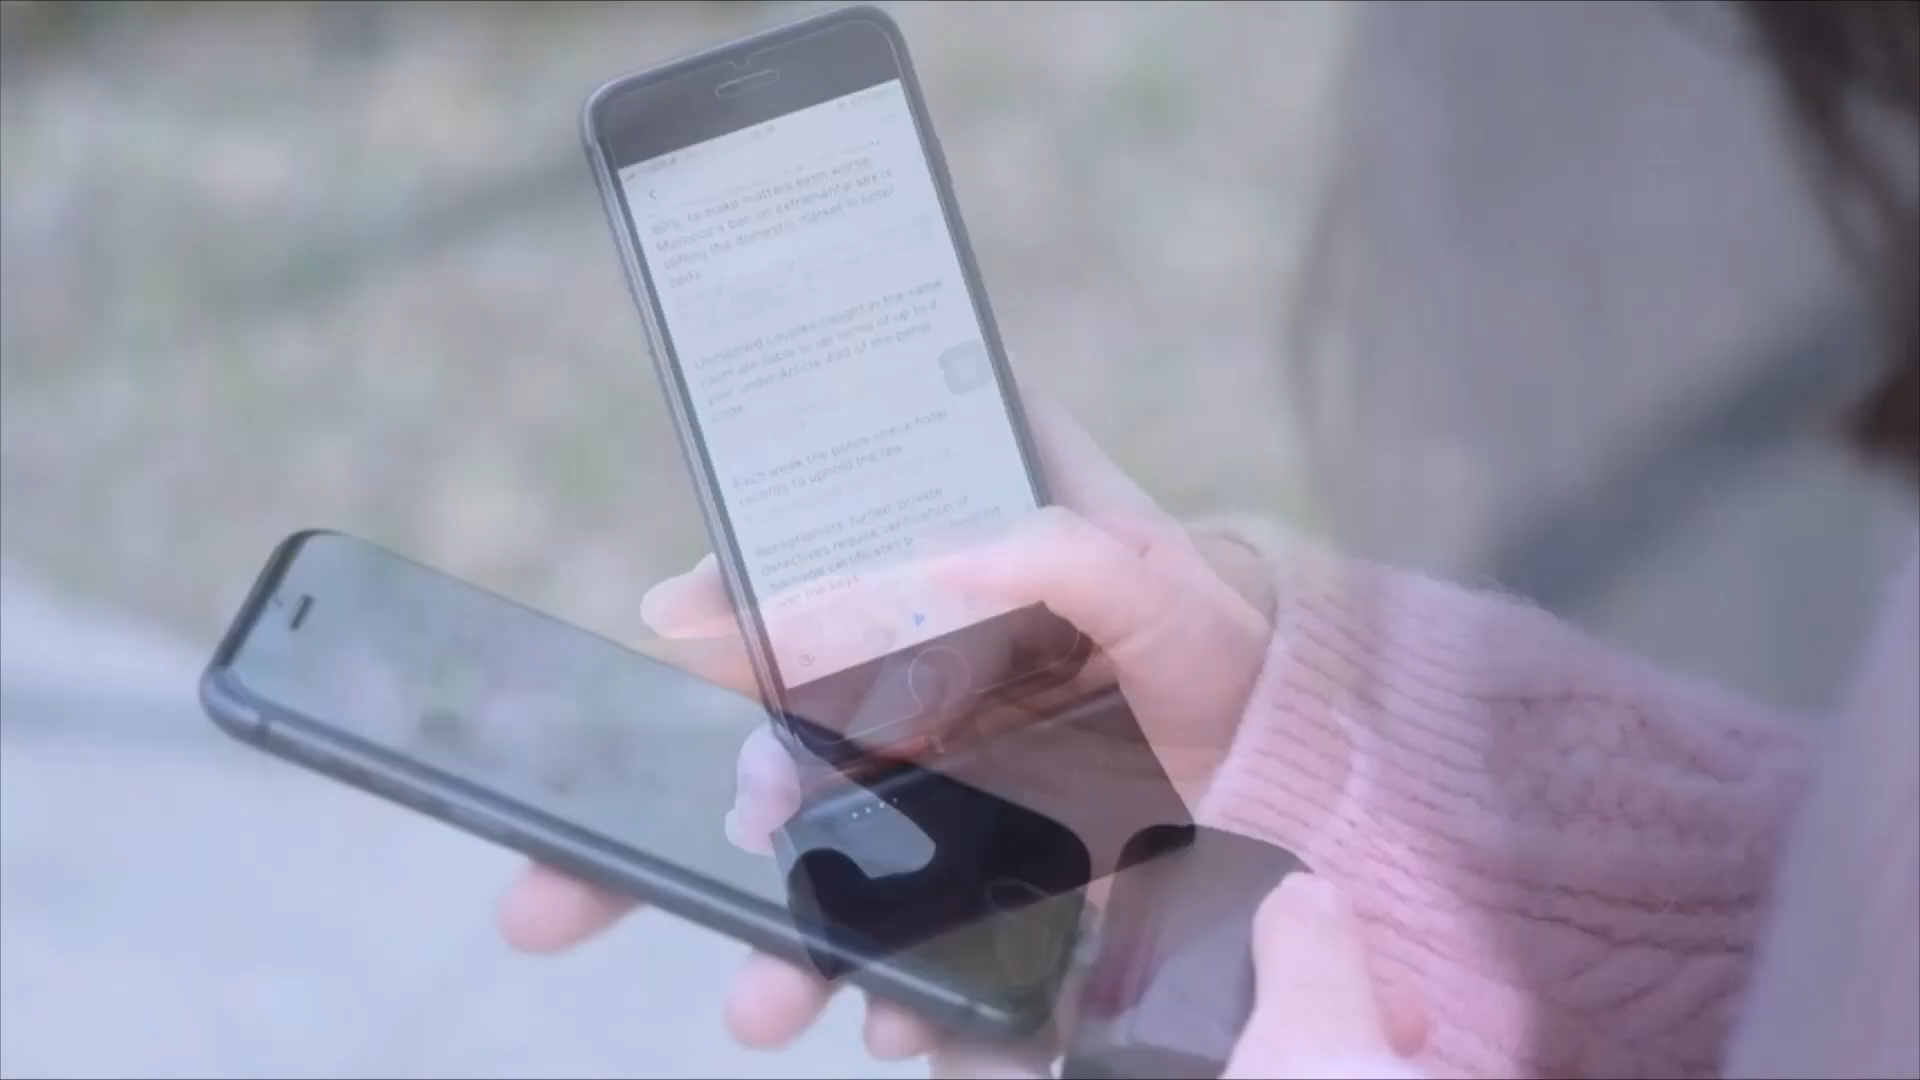 80%, to make matters even worse,
Morocco's ban on extramarital sex is
stifling the domestic market in hotel
beds.
Unmarried couples caught in the same
room are liable to jail terms of up to a
year under Article 490 of the penal
code.
Each week the police check hotel
records to uphold the law.
Receptionists-turned-private
detectives require verification of
marriage certificates
over the keys.